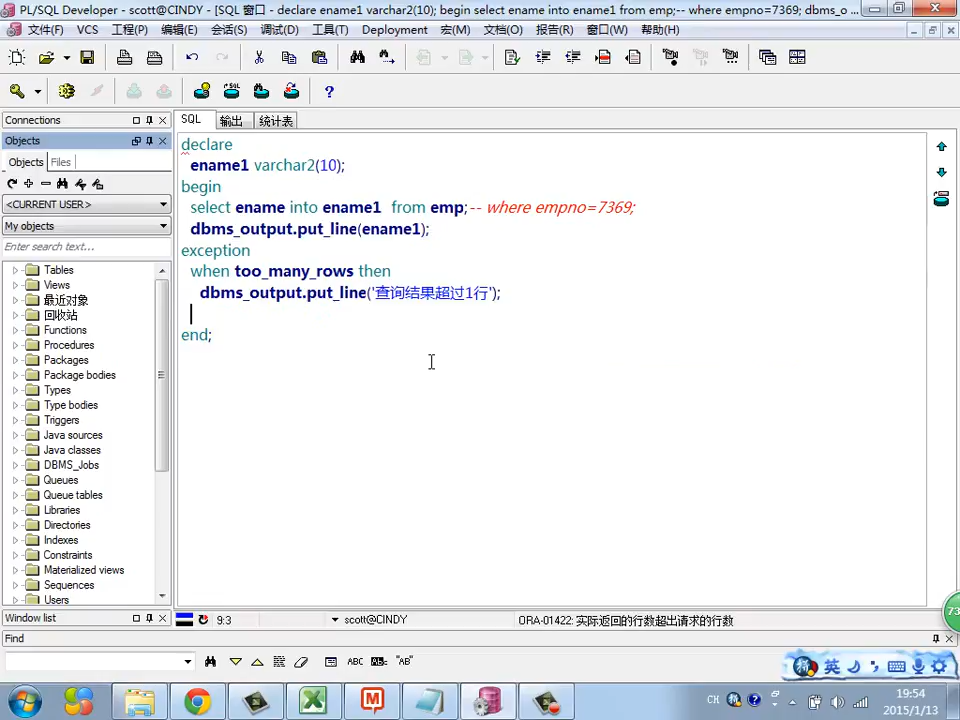 PL/SQL Developer - scott@CINDY - [SQL 窗口 - declare ename1 varchar2(10); begin select ename into ename1 from emp;-- where empno=7369; dbms_o ...
文件(F) VCS 工程(P) 编辑(E) 会话(S) 调试(D) 工具(T) Deployment 宏(M) 文档(O) 报告(R) 窗口(W) 帮助(H)
Connections
SQL 输出 统计表
Objects
Objects Files
<CURRENT USER>
My objects
Enter search text...
Tables
Views
最近对象
回收站
Functions
Procedures
Packages
Package bodies
Types
Type bodies
Triggers
Java sources
Java classes
DBMS_Jobs
Queues
Queue tables
Libraries
Directories
Indexes
Constraints
Materialized views
Sequences
Users
declare
ename1 varchar2(10);
begin
select ename into ename1 from emp;-- where empno=7369;
dbms_output.put_line(ename1);
exception
when too_many_rows then
dbms_output.put_line('查询结果超过1行');
end;
73
Window list
9:3 scott@CINDY ORA-01422: 实际返回的行数超出请求的行数
Find
ABC ABc "AB"
英
CH
19:54
2015/1/13